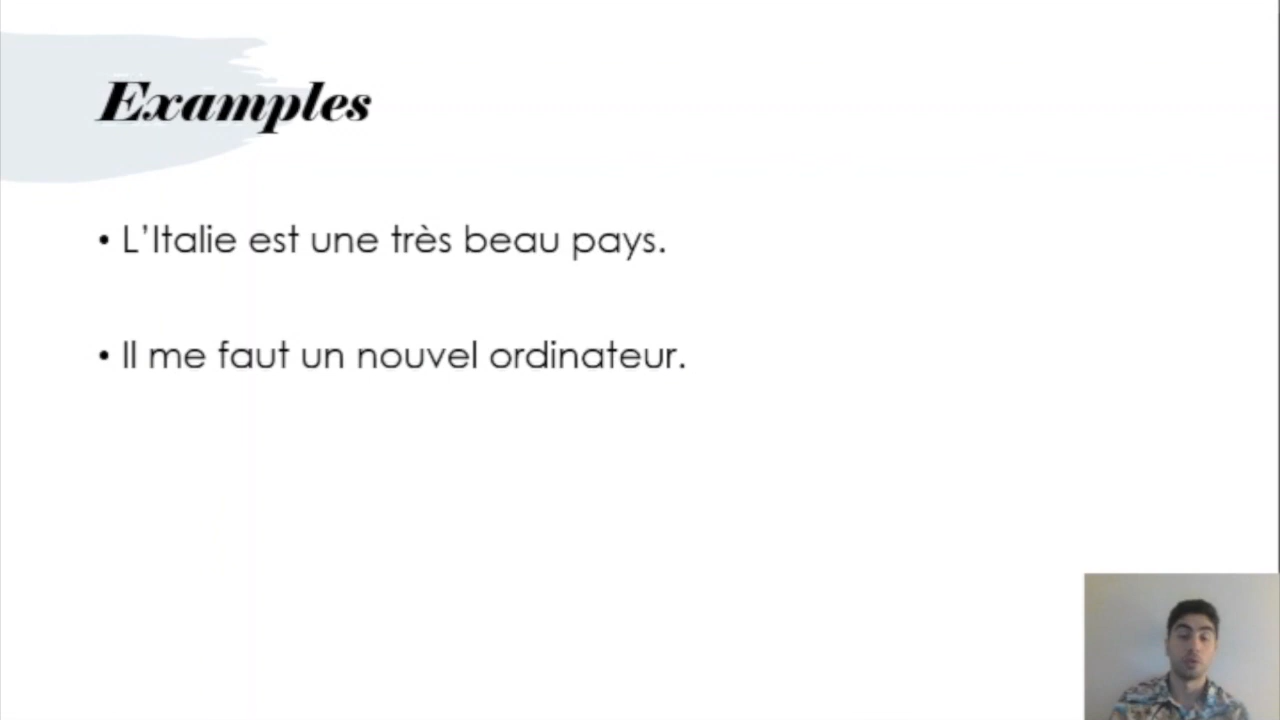 Examples
• L’Italie est une très beau pays.
• Il me faut un nouvel ordinateur.